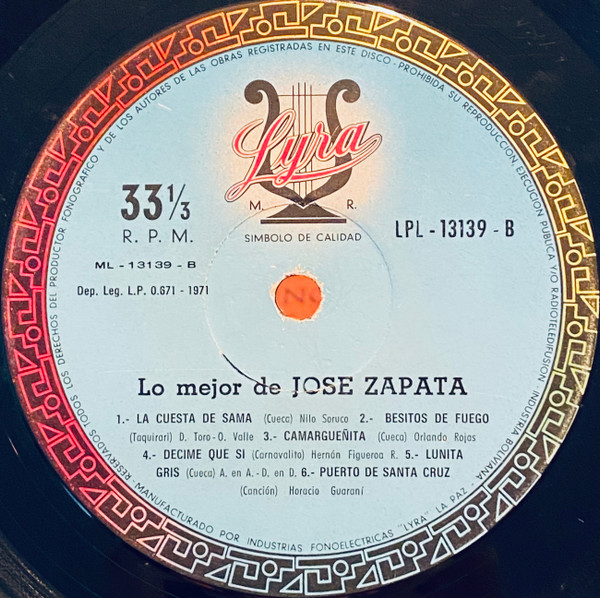 RESERVADOS TODOS LOS DERECHOS DEL PRODUCTOR FONOGRAFICO Y DE LOS AUTORES DE LAS OBRAS REGISTRADAS EN ESTE DISCO - PROHIBIDA SU REPRODUCCION, EJECUCION PUBLICA Y/O RADIOTELEDIFUSION - INDUSTRIA BOLIVIANA
Lyra
M. R.
SIMBOLO DE CALIDAD
33 1/3
R. P. M.
LPL - 13139 - B
ML - 13139 - B
Dep. Leg. L.P. 0.671 - 1971
Lo mejor de JOSE ZAPATA
1.- LA CUESTA DE SAMA (Cueca) Nilo Soruco 2.- BESITOS DE FUEGO
(Taquirari) D. Toro-O. Valle 3.- CAMARGUEÑITA (Cueca) Orlando Rojas
4.- DECIME QUE SI (Carnavalito) Hernán Figueroa R. 5.- LUNITA
GRIS (Cueca) A. en A.-D. en D. 6.- PUERTO DE SANTA CRUZ
(Canción) Horacio Guaraní
MANUFACTURADO POR INDUSTRIAS FONOELECTRICAS "LYRA" LA PAZ -